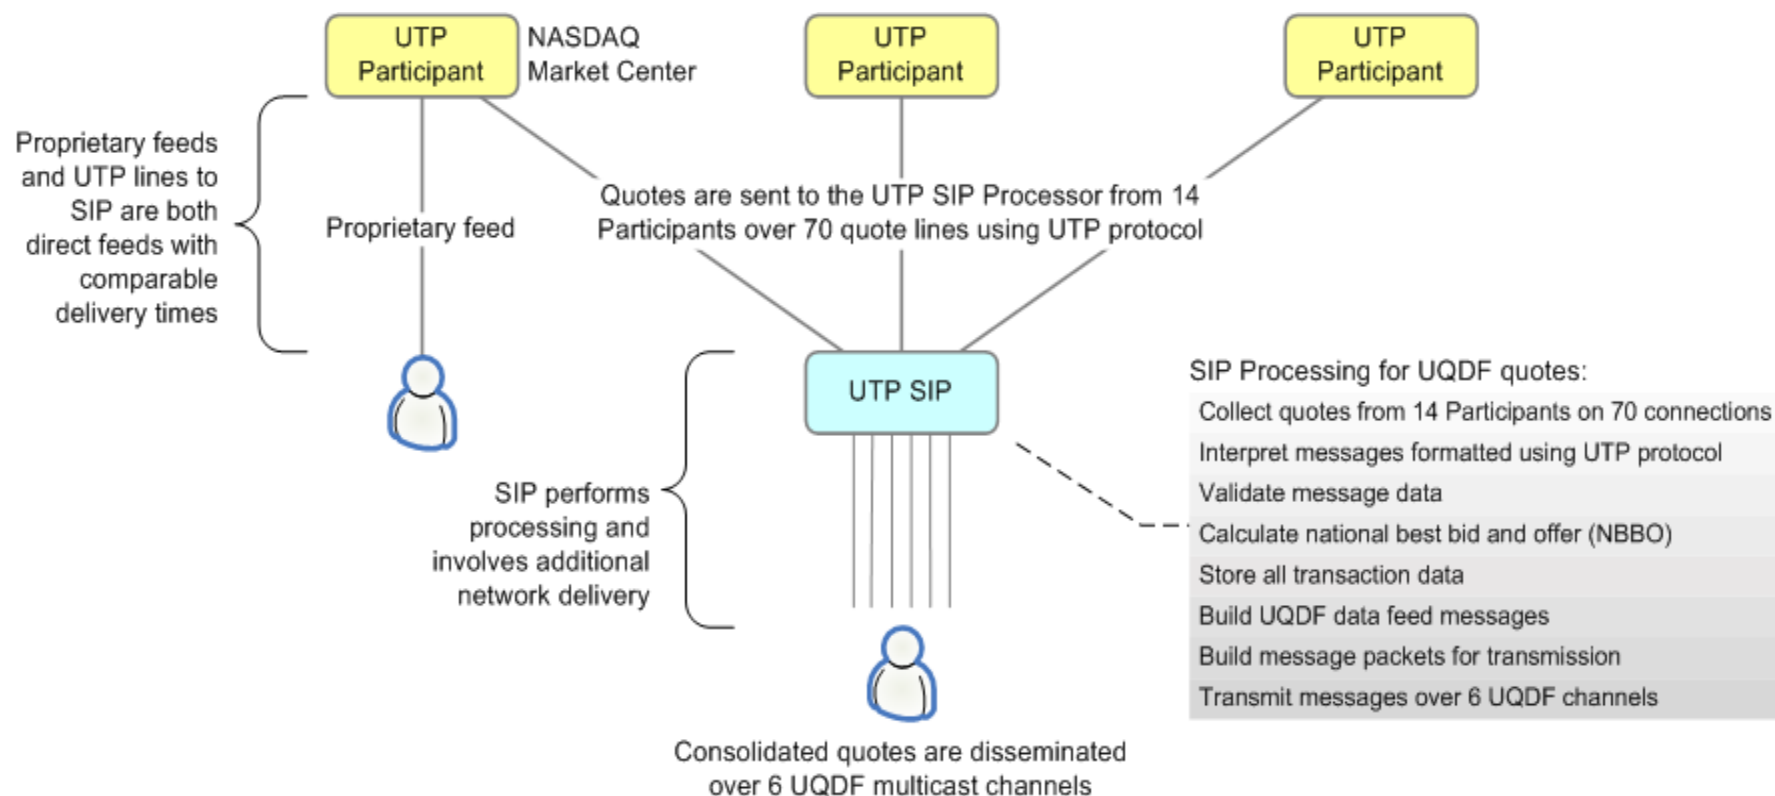 UTP
Participant
NASDAQ
Market Center
UTP
Participant
UTP
Participant
Proprietary feeds
and UTP lines to
SIP are both
direct feeds with
comparable
delivery times
Proprietary feed
Quotes are sent to the UTP SIP Processor from 14
Participants over 70 quote lines using UTP protocol
UTP SIP
SIP performs
processing and
involves additional
network delivery
SIP Processing for UQDF quotes:
Collect quotes from 14 Participants on 70 connections
Interpret messages formatted using UTP protocol
Validate message data
Calculate national best bid and offer (NBBO)
Store all transaction data
Build UQDF data feed messages
Build message packets for transmission
Transmit messages over 6 UQDF channels
Consolidated quotes are disseminated
over 6 UQDF multicast channels